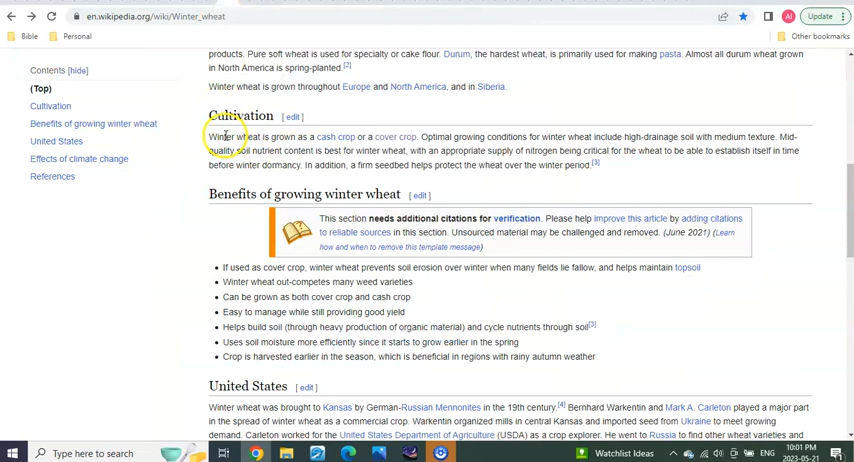 en.wikipedia.org/wiki/Winter_wheat
AI
Update
Bible
Personal
Other bookmarks
Contents [hide]
(Top)
Cultivation
Benefits of growing winter wheat
United States
Effects of climate change
References
products. Pure soft wheat is used for specialty or cake flour. Durum, the hardest wheat, is primarily used for making pasta. Almost all durum wheat grown
in North America is spring-planted.[2]
Winter wheat is grown throughout Europe and North America, and in Siberia.
Cultivation [ edit ]
Winter wheat is grown as a cash crop or a cover crop. Optimal growing conditions for winter wheat include high-drainage soil with medium texture. Mid-
quality soil nutrient content is best for winter wheat, with an appropriate supply of nitrogen being critical for the wheat to be able to establish itself in time
before winter dormancy. In addition, a firm seedbed helps protect the wheat over the winter period.[3]
Benefits of growing winter wheat [ edit ]
This section needs additional citations for verification. Please help improve this article by adding citations
to reliable sources in this section. Unsourced material may be challenged and removed. (June 2021) (Learn
how and when to remove this template message)
• If used as cover crop, winter wheat prevents soil erosion over winter when many fields lie fallow, and helps maintain topsoil
• Winter wheat out-competes many weed varieties
• Can be grown as both cover crop and cash crop
• Easy to manage while still providing good yield
• Helps build soil (through heavy production of organic matter) and cycle nutrients through soil[3]
• Uses soil moisture more efficiently since it starts to grow earlier in the spring
• Crop is harvested earlier in the season, which is beneficial in regions with rainy autumn weather
United States [ edit ]
Winter wheat was brought to Kansas by German-Russian Mennonites in the 19th century.[4] Bernhard Warkentin and Mark A. Carleton played a major part
in the spread of winter wheat as a commercial crop. Warkentin organized mills in central Kansas and imported seed from Ukraine to meet growing
demand. Carleton worked for the United States Department of Agriculture (USDA) as a crop explorer. He went to Russia to find other wheat varieties and
Type here to search
Watchlist Ideas
ENG
10:01 PM
2023-05-21